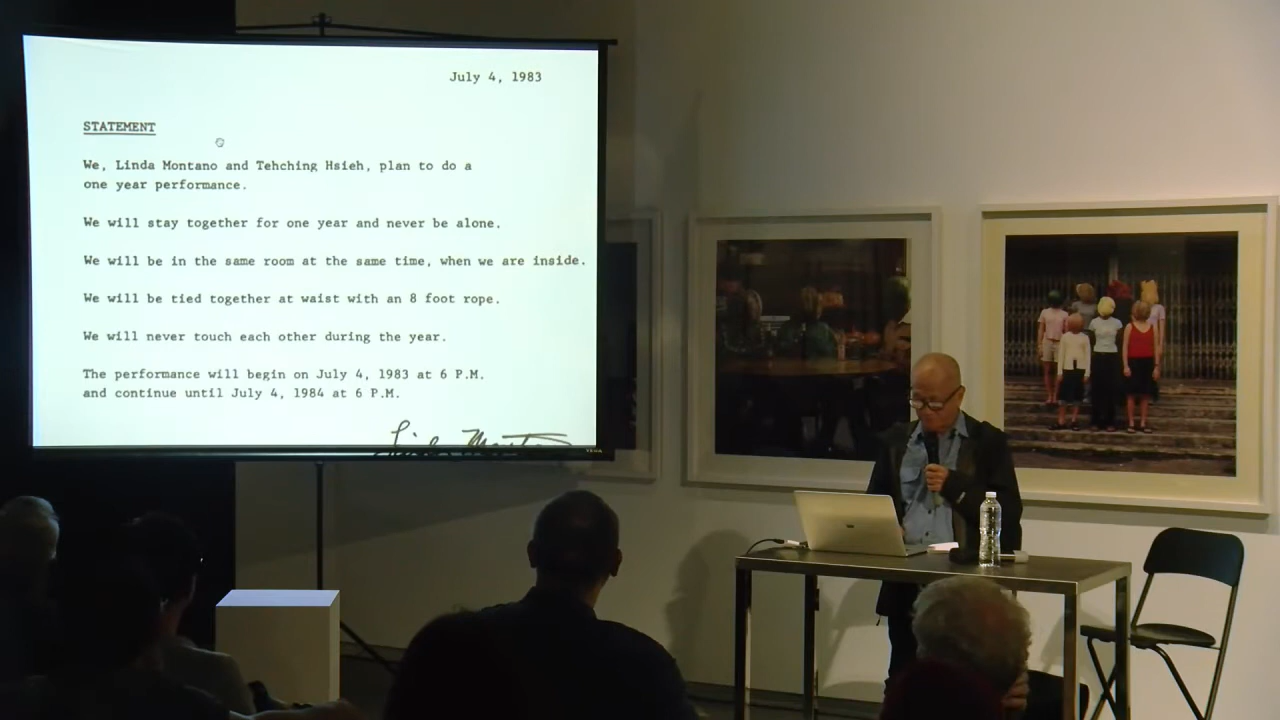 July 4, 1983
STATEMENT
We, Linda Montano and Tehching Hsieh, plan to do a
one year performance.
We will stay together for one year and never be alone.
We will be in the same room at the same time, when we are inside.
We will be tied together at waist with an 8 foot rope.
We will never touch each other during the year.
The performance will begin on July 4, 1983 at 6 P.M.
and continue until July 4, 1984 at 6 P.M.